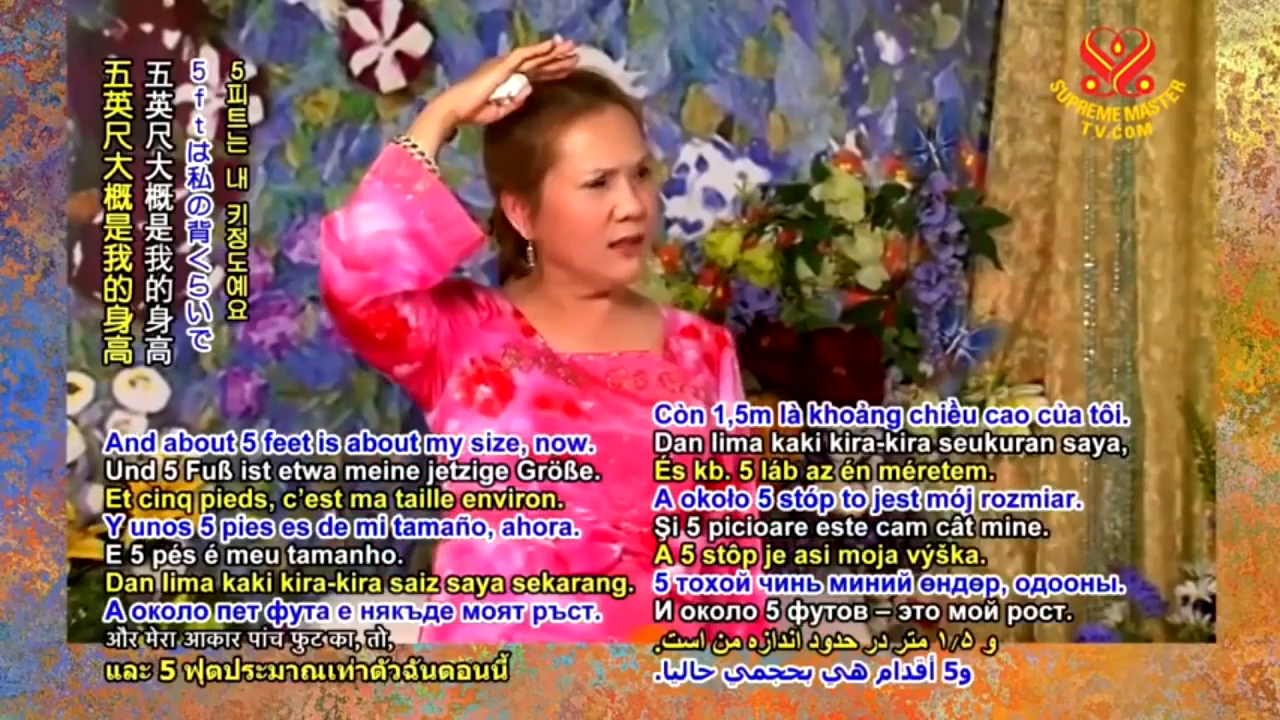 5피트는 내 키정도예요
5ftは私の背くらいで
五英尺大概是我的身高
五英尺大概是我的身高
SUPREME MASTER
TV.COM
And about 5 feet is about my size, now.
Und 5 Fuß ist etwa meine jetzige Größe.
Et cinq pieds, c’est ma taille environ.
Y unos 5 pies es de mi tamaño, ahora.
E 5 pés é meu tamanho.
Dan lima kaki kira-kira saiz saya sekarang.
А около пет фута е някъде моят ръст.
और मेरा आकार पांच फुट का, तो,
และ 5 ฟุตประมาณเท่าตัวฉันตอนนี้
Còn 1,5m là khoảng chiều cao của tôi.
Dan lima kaki kira-kira seukuran saya,
És kb. 5 láb az én méretem.
A około 5 stóp to jest mój rozmiar.
Şi 5 picioare este cam cât mine.
A 5 stôp je asi moja výška.
5 тохой чинь миний өндөр, одооны.
И около 5 футов – это мой рост.
و ۱/۵ متر در حدود اندازه من است.
و5 أقدام هي بحجمي حاليا.